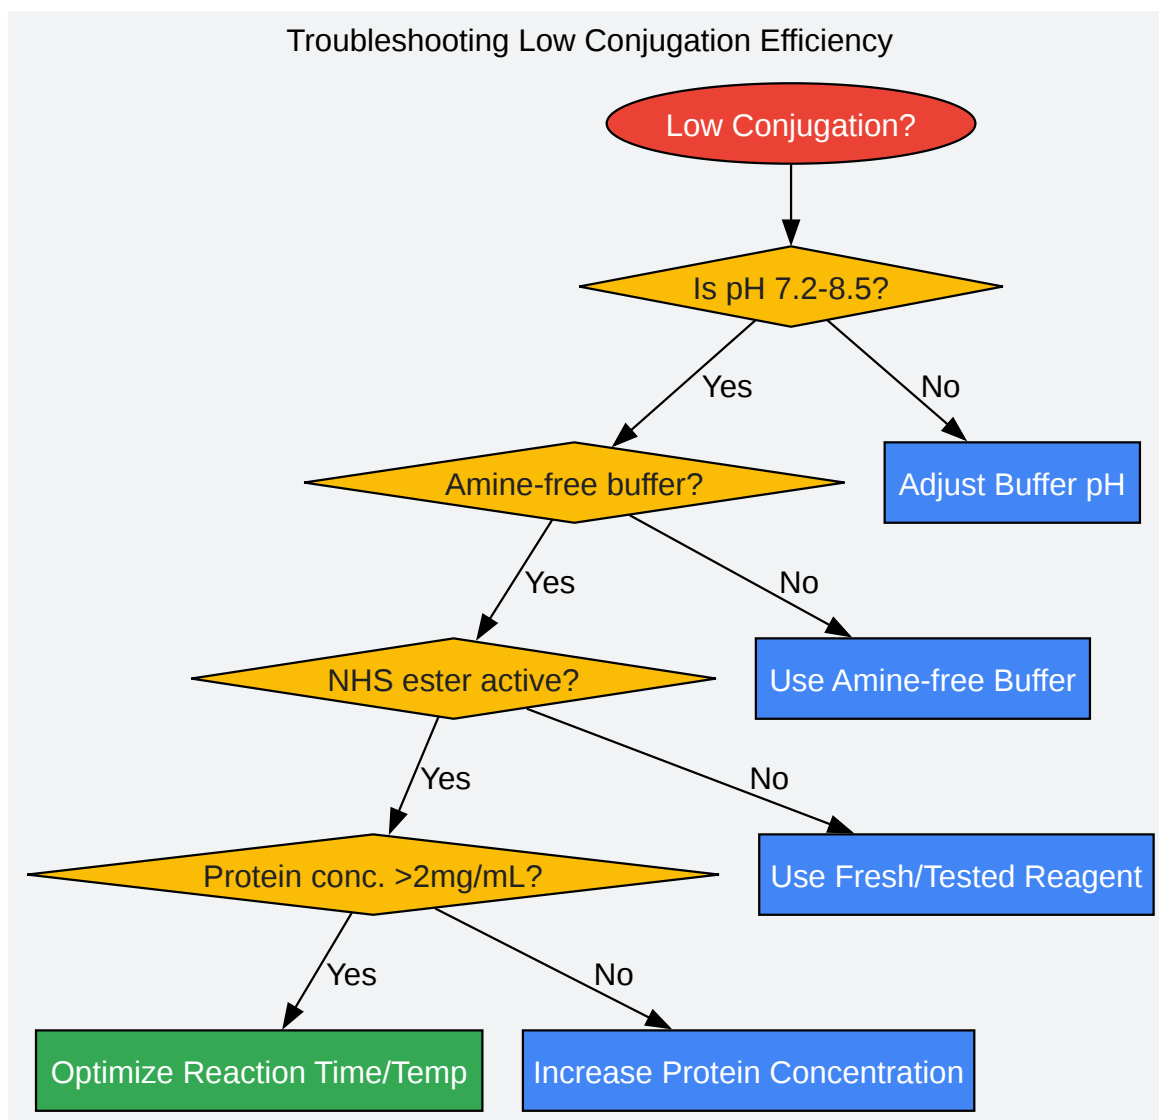 Troubleshooting Low Conjugation Efficiency
Low Conjugation?
Is pH 7.2-8.5?
Yes
No
Amine-free buffer?
Adjust Buffer pH
Yes
No
NHS ester active?
Use Amine-free Buffer
Yes
No
Protein conc. >2mg/mL?
Use Fresh/Tested Reagent
Yes
No
Optimize Reaction Time/Temp
Increase Protein Concentration